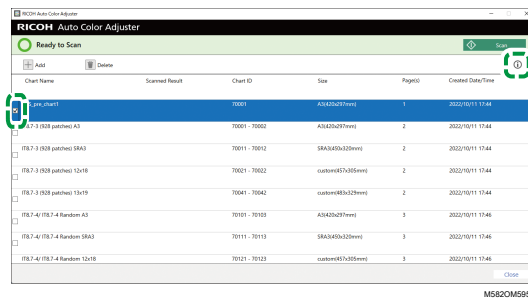 RICOH Auto Color Adjuster
RICOH Auto Color Adjuster
Ready to Scan Scan
Add Delete
Chart Name Scanned Result Chart ID Size Page(s) Created Date/Time
_pre_chart1 70001 A3(420x297mm) 1 2022/10/11 17:44
IT8.7-3 (928 patches) A3 70001 - 70002 A3(420x297mm) 2 2022/10/11 17:44
IT8.7-3 (928 patches) SRA3 70011 - 70012 SRA3(450x320mm) 2 2022/10/11 17:44
IT8.7-3 (928 patches) 12x18 70021 - 70022 custom(457x305mm) 2 2022/10/11 17:44
IT8.7-3 (928 patches) 13x19 70041 - 70042 custom(483x329mm) 2 2022/10/11 17:44
IT8.7-4/ IT8.7-4 Random A3 70101 - 70103 A3(420x297mm) 3 2022/10/11 17:46
IT8.7-4/ IT8.7-4 Random SRA3 70111 - 70113 SRA3(450x320mm) 3 2022/10/11 17:46
IT8.7-4/ IT8.7-4 Random 12x18 70121 - 70123 custom(457x305mm) 3 2022/10/11 17:46
Close
M582OM595